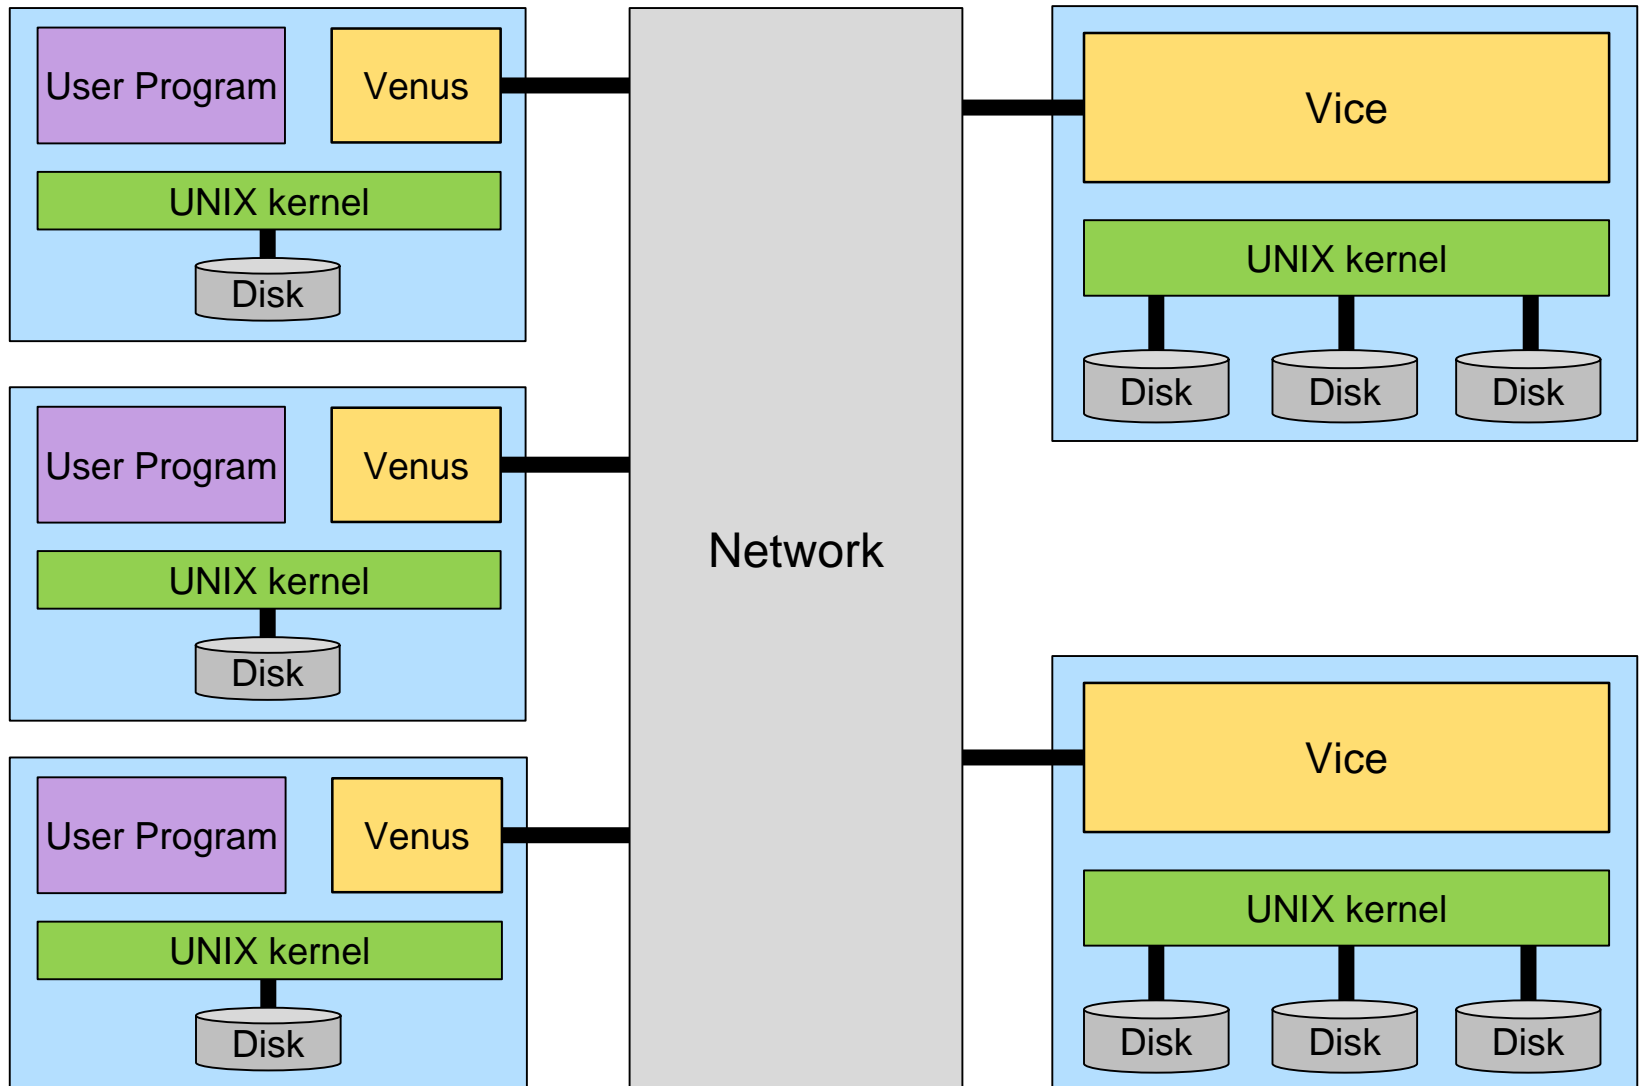 User Program
Venus
UNIX kernel
Disk
User Program
Venus
UNIX kernel
Disk
User Program
Venus
UNIX kernel
Disk
Network
Vice
UNIX kernel
Disk
Disk
Disk
Vice
UNIX kernel
Disk
Disk
Disk